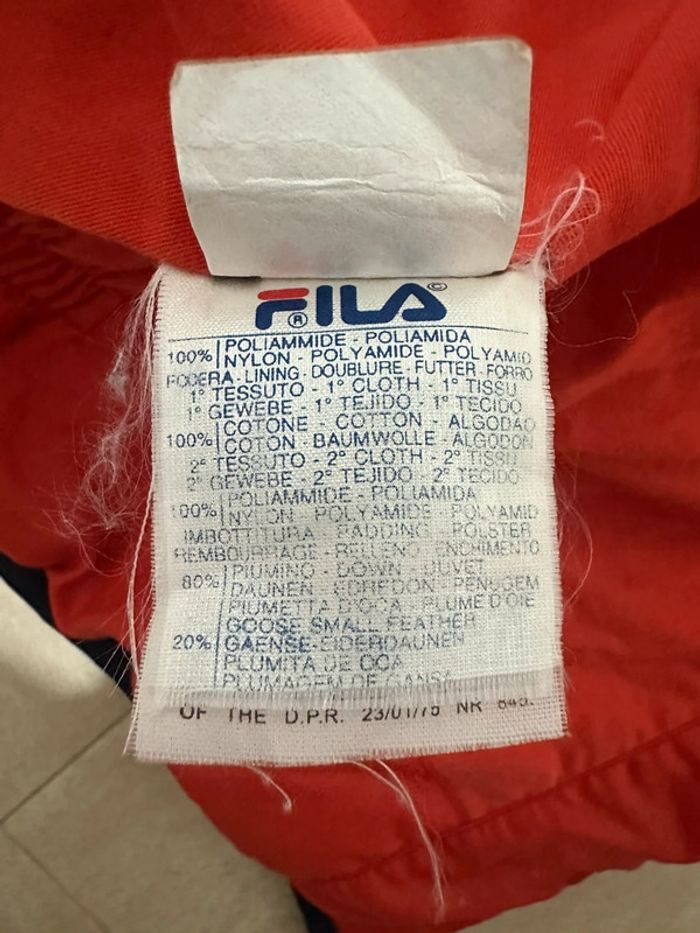 FILA © ®
100% POLIAMMIDE - POLIAMIDA
NYLON - POLYAMIDE - POLYAMID
FODERA - LINING - DOUBLURE - FUTTER - FORRO
1° TESSUTO - 1° CLOTH - 1° TISSU
1° GEWEBE - 1° TEJIDO - 1° TECIDO
100% COTONE - COTTON - ALGODAO
COTON - BAUMWOLLE - ALGODON
2° TESSUTO - 2° CLOTH - 2° TISSU
2° GEWEBE - 2° TEJIDO - 2° TECIDO
100% POLIAMMIDE - POLIAMIDA
NYLON - POLYAMIDE - POLYAMID
IMBOTTITURA - PADDING - POLSTER
REMBOURRAGE - RELLENO - ENCHIMENTO
80% PIUMINO - DOWN - DUVET
DAUNEN - EDREDON - PENUGEM
PIUMETTA D'OCA - PLUME D'OIE
GOOSE SMALL FEATHER
20% GAENSE-EIDERDAUNEN
PLUMITA DE OCA
PLUMAGEM DE GANSA
OF THE D.P.R. 23/01/76 NR 845.